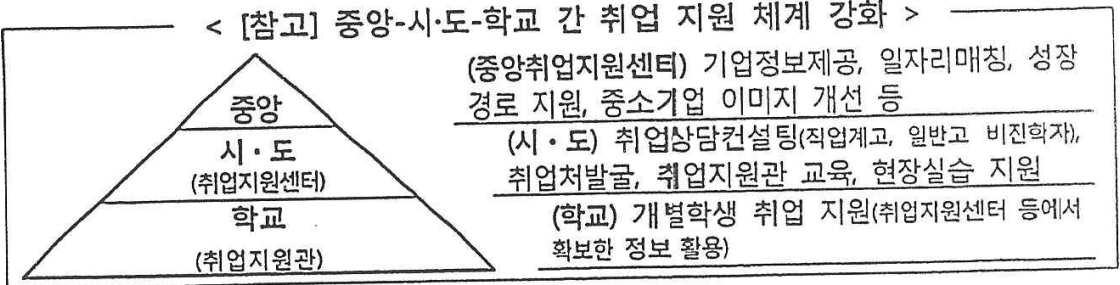 < [참고] 중앙-시·도-학교 간 취업 지원 체계 강화 >
중앙
시·도
(취업지원센터)
학교
(취업지원관)
(중앙취업지원센터) 기업정보제공, 일자리매칭, 성장
경로 지원, 중소기업 이미지 개선 등
(시·도) 취업상담컨설팅(직업계고, 일반고 비진학자),
취업처발굴, 취업지원관 교육, 현장실습 지원
(학교) 개별학생 취업 지원(취업지원센터 등에서
확보한 정보 활용)